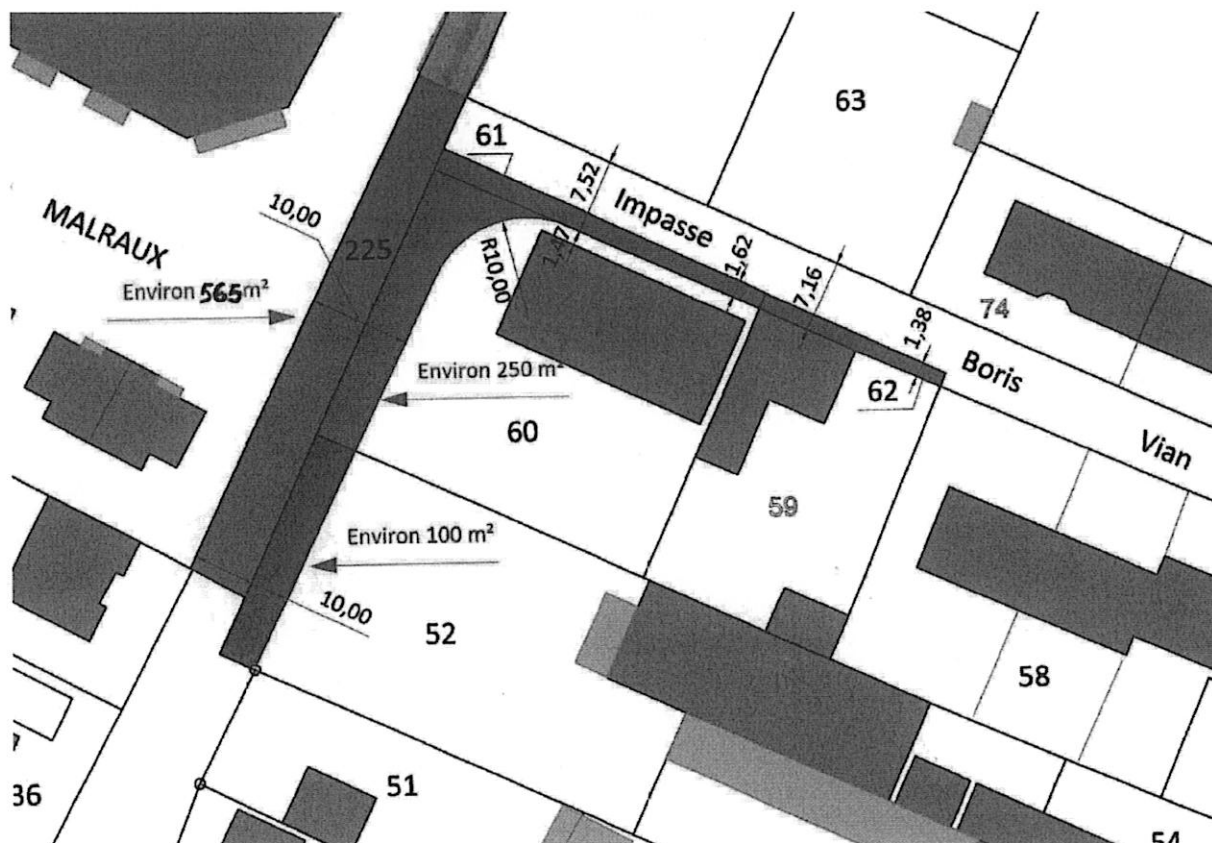 63
61
7,52
Impasse
10,00
MALRAUX
225
1,47
R10,00
1,62
7,16
Environ 565 m²
74
1,38
Boris
Environ 250 m²
62
60
Vian
59
Environ 100 m²
10,00
52
58
51
36
54